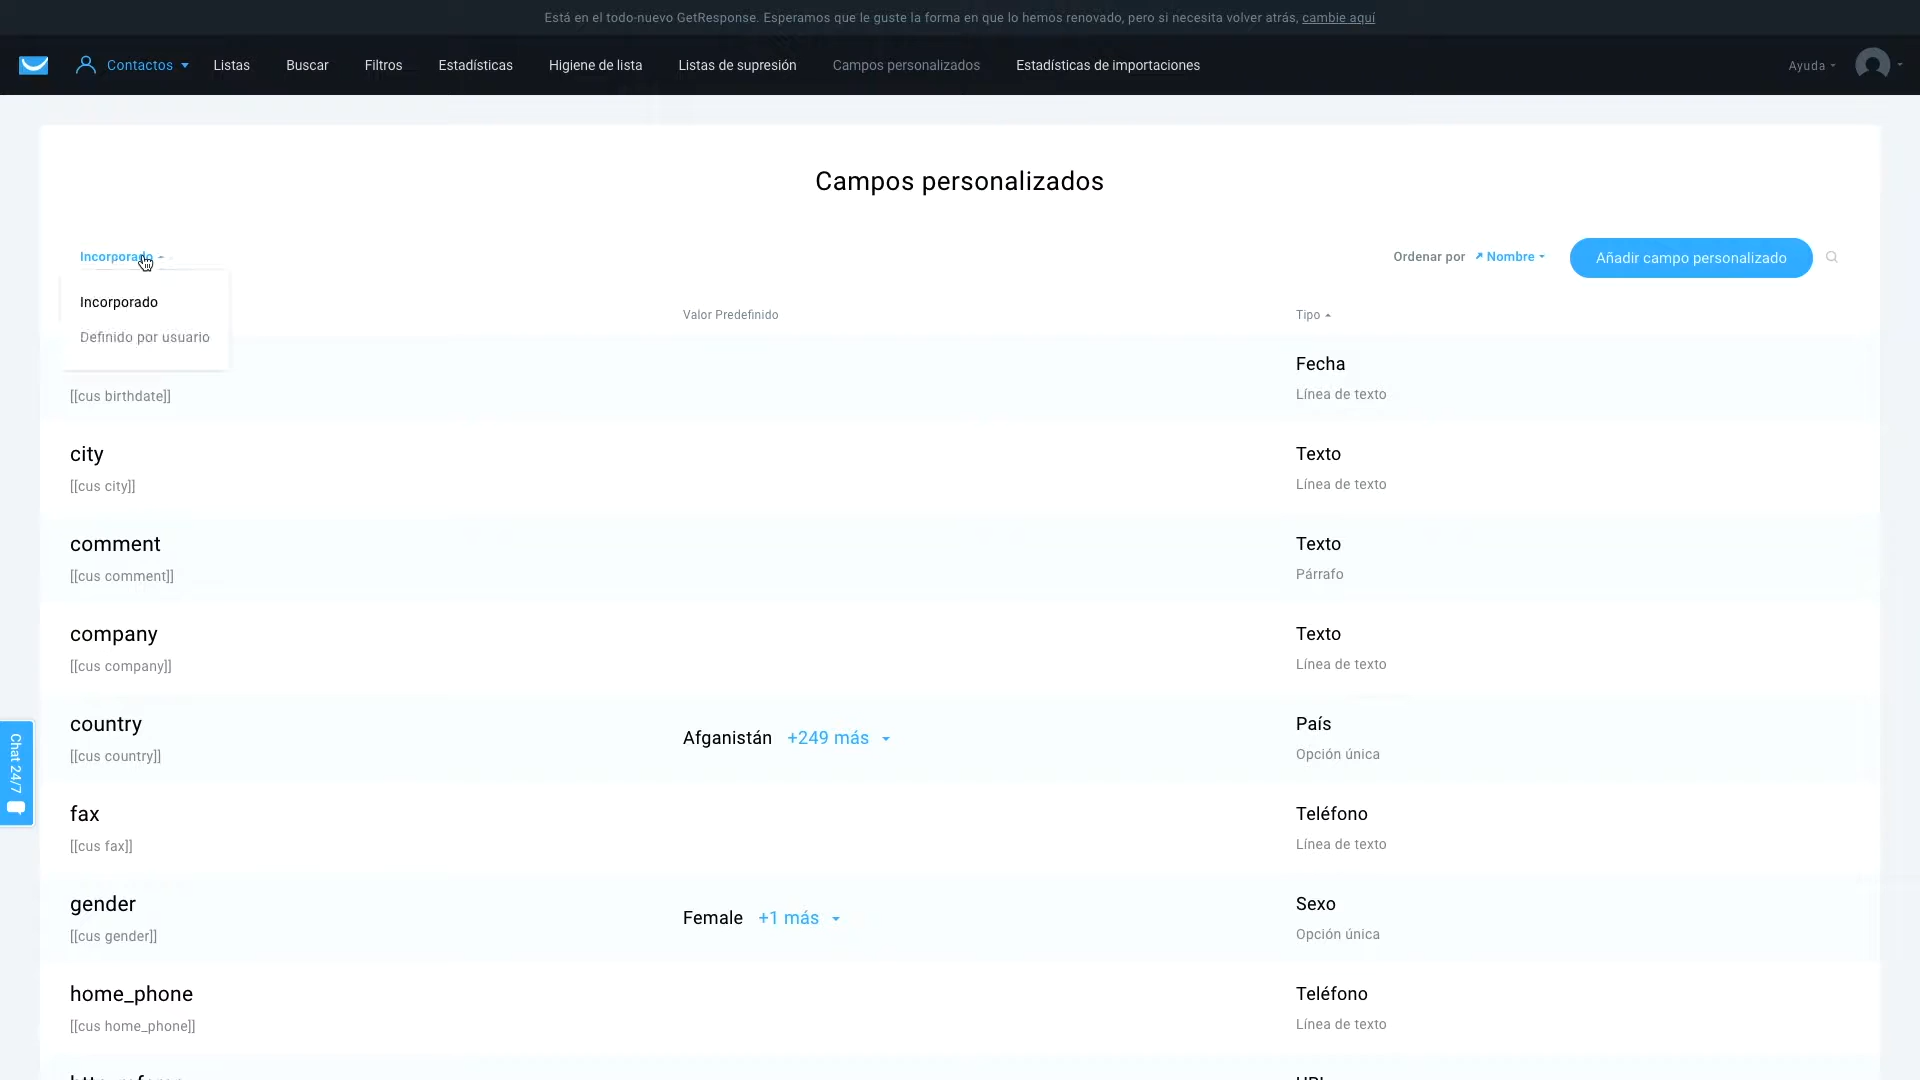 Está en el todo-nuevo GetResponse. Esperamos que le guste la forma en que lo hemos renovado, pero si necesita volver atrás, cambie aquí
Contactos Listas Buscar Filtros Estadísticas Higiene de lista Listas de supresión Campos personalizados Estadísticas de importaciones Ayuda
Campos personalizados
Incorporado Ordenar por Nombre Añadir campo personalizado
Incorporado
Definido por usuario
Valor Predefinido Tipo
Fecha
[[cus birthdate]] Línea de texto
city Texto
[[cus city]] Línea de texto
comment Texto
[[cus comment]] Párrafo
company Texto
[[cus company]] Línea de texto
country Afganistán +249 más País
[[cus country]] Opción única
Chat 24/7
fax Teléfono
[[cus fax]] Línea de texto
gender Female +1 más Sexo
[[cus gender]] Opción única
home_phone Teléfono
[[cus home_phone]] Línea de texto